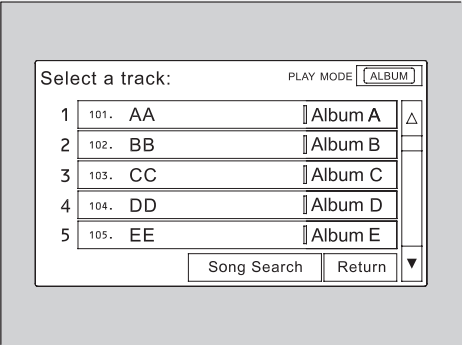 Select a track: PLAY MODE ALBUM
1 101. AA Album A
2 102. BB Album B
3 103. CC Album C
4 104. DD Album D
5 105. EE Album E
Song Search Return